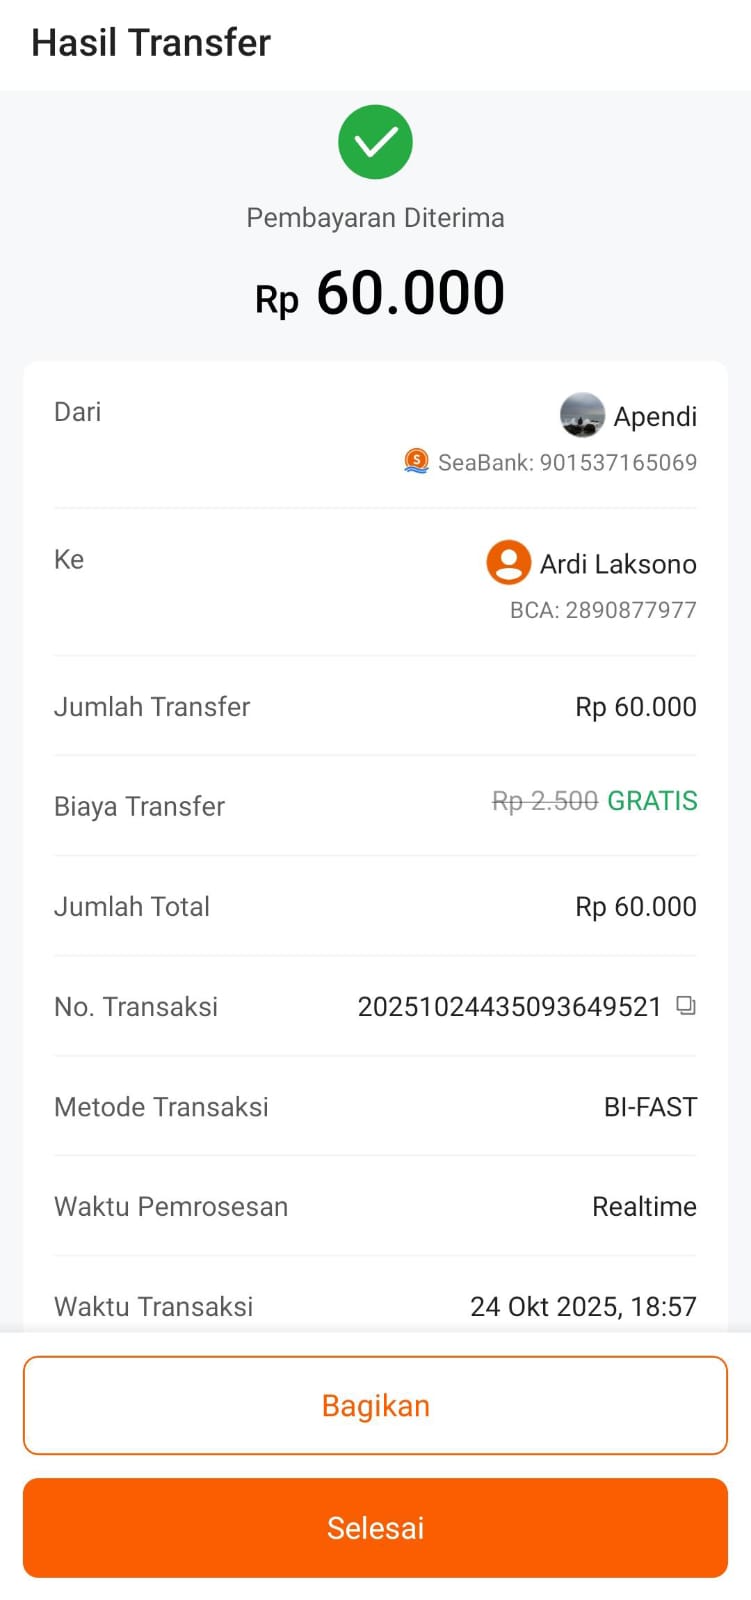 Hasil Transfer
Pembayaran Diterima
Rp 60.000
Dari
Apendi
SeaBank: 901537165069
Ke
Ardi Laksono
BCA: 2890877977
Jumlah Transfer
Rp 60.000
Biaya Transfer
Rp 2.500 GRATIS
Jumlah Total
Rp 60.000
No. Transaksi
20251024435093649521
Metode Transaksi
BI-FAST
Waktu Pemrosesan
Realtime
Waktu Transaksi
24 Okt 2025, 18:57
Bagikan
Selesai